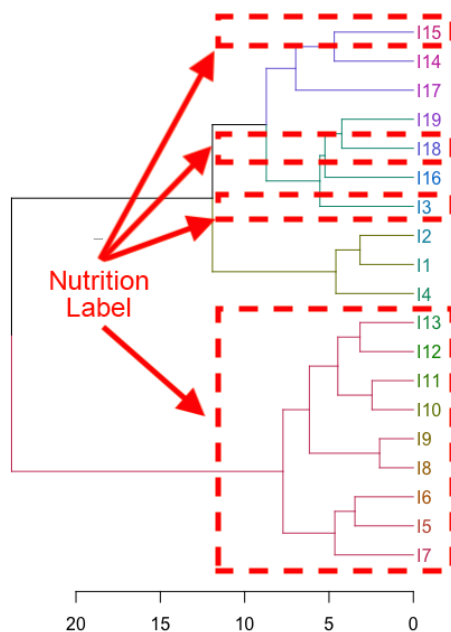 I15
I14
I17
I19
I18
I16
I3
I2
I1
I4
Nutrition
Label
I13
I12
I11
I10
I9
I8
I6
I5
I7
20 15 10 5 0